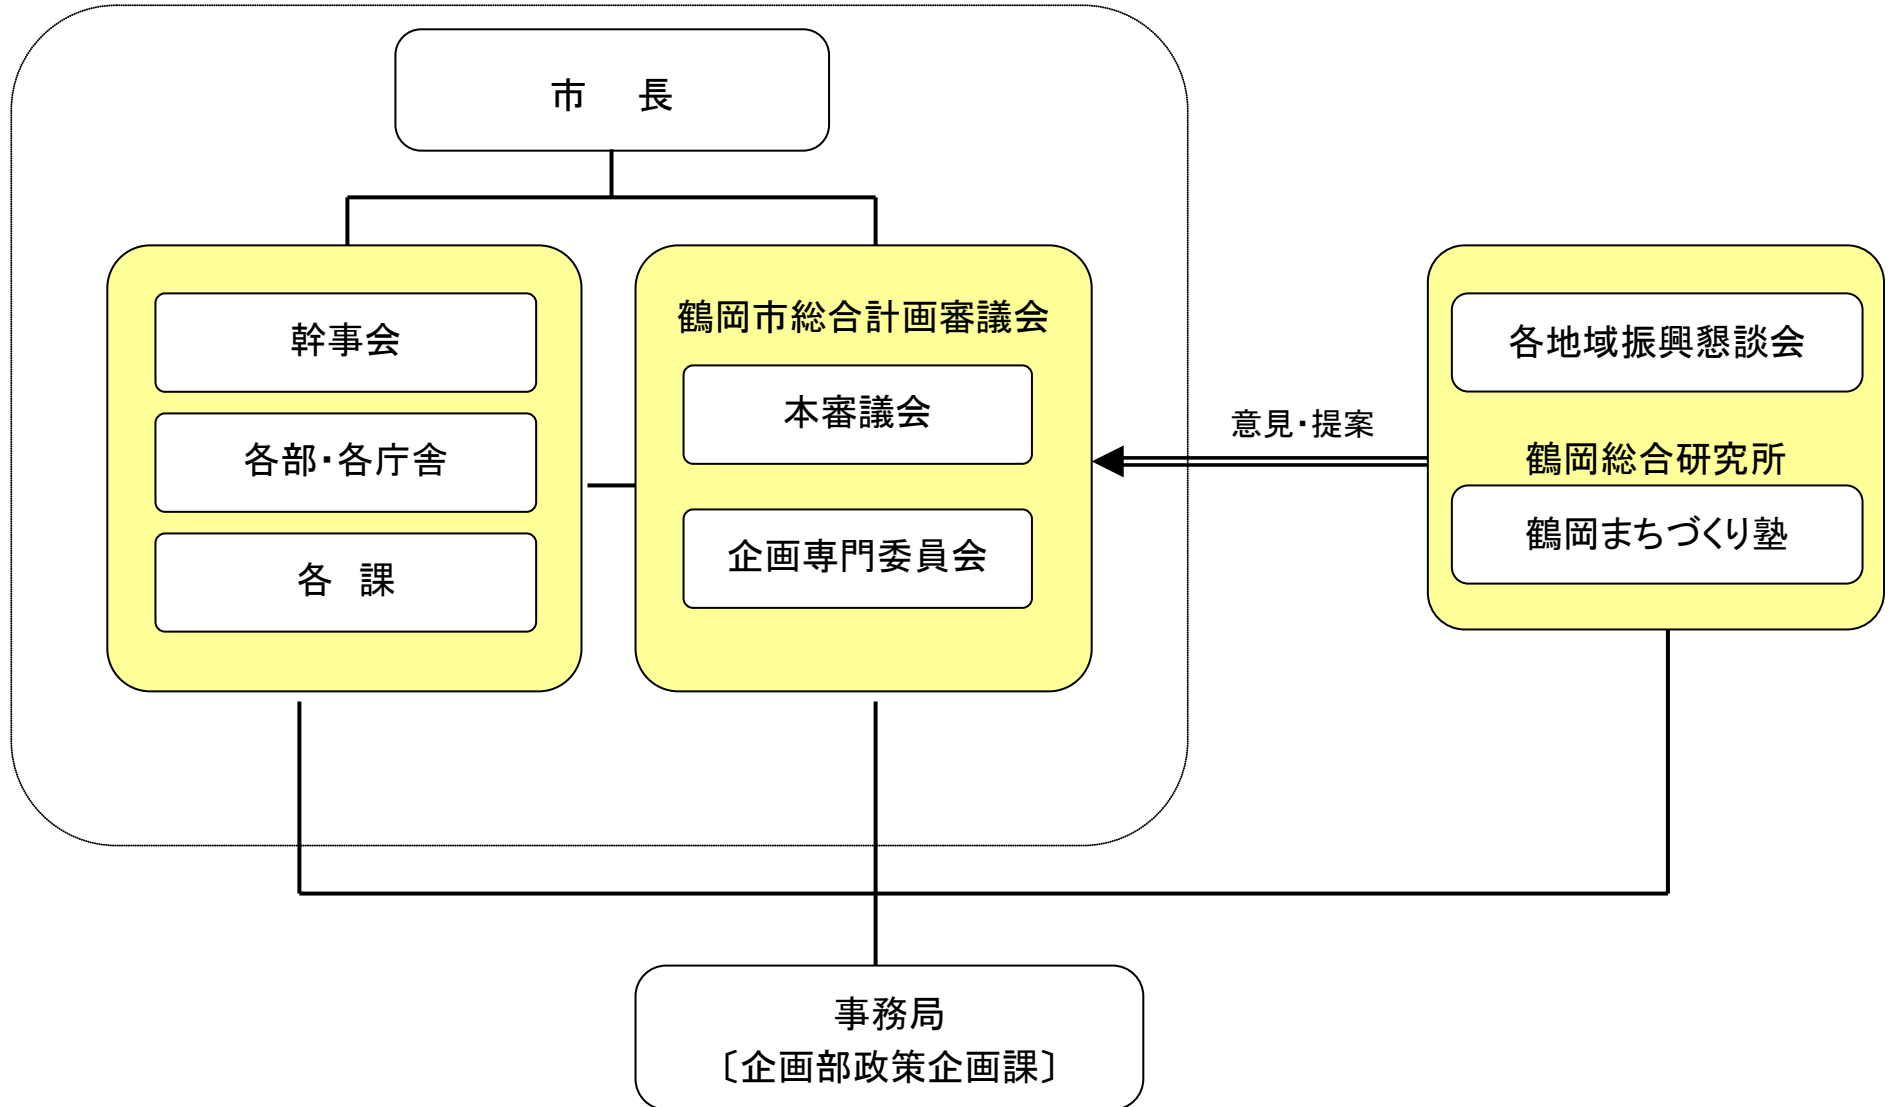 市　長
幹事会
各部・各庁舎
各　課
鶴岡市総合計画審議会
本審議会
企画専門委員会
意見・提案
各地域振興懇談会
鶴岡総合研究所
鶴岡まちづくり塾
事務局
〔企画部政策企画課〕